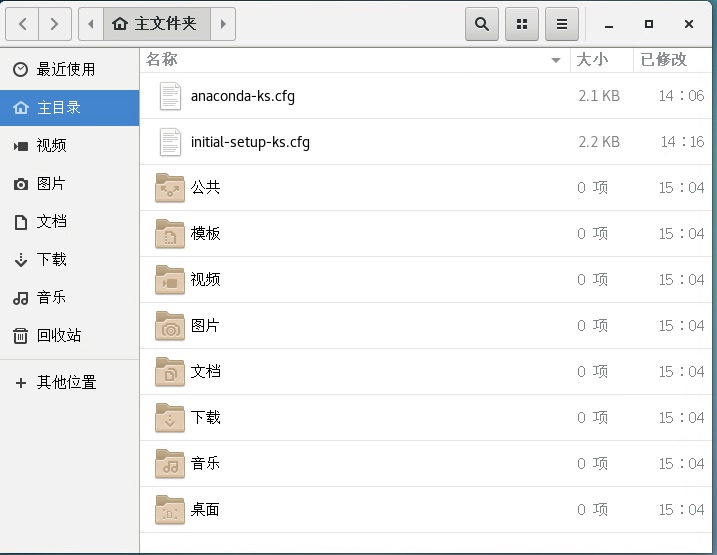 主文件夹
最近使用
主目录
视频
图片
文档
下载
音乐
回收站
其他位置
名称 大小 已修改
anaconda-ks.cfg 2.1 KB 14：06
initial-setup-ks.cfg 2.2 KB 14：16
公共 0 项 15：04
模板 0 项 15：04
视频 0 项 15：04
图片 0 项 15：04
文档 0 项 15：04
下载 0 项 15：04
音乐 0 项 15：04
桌面 0 项 15：04